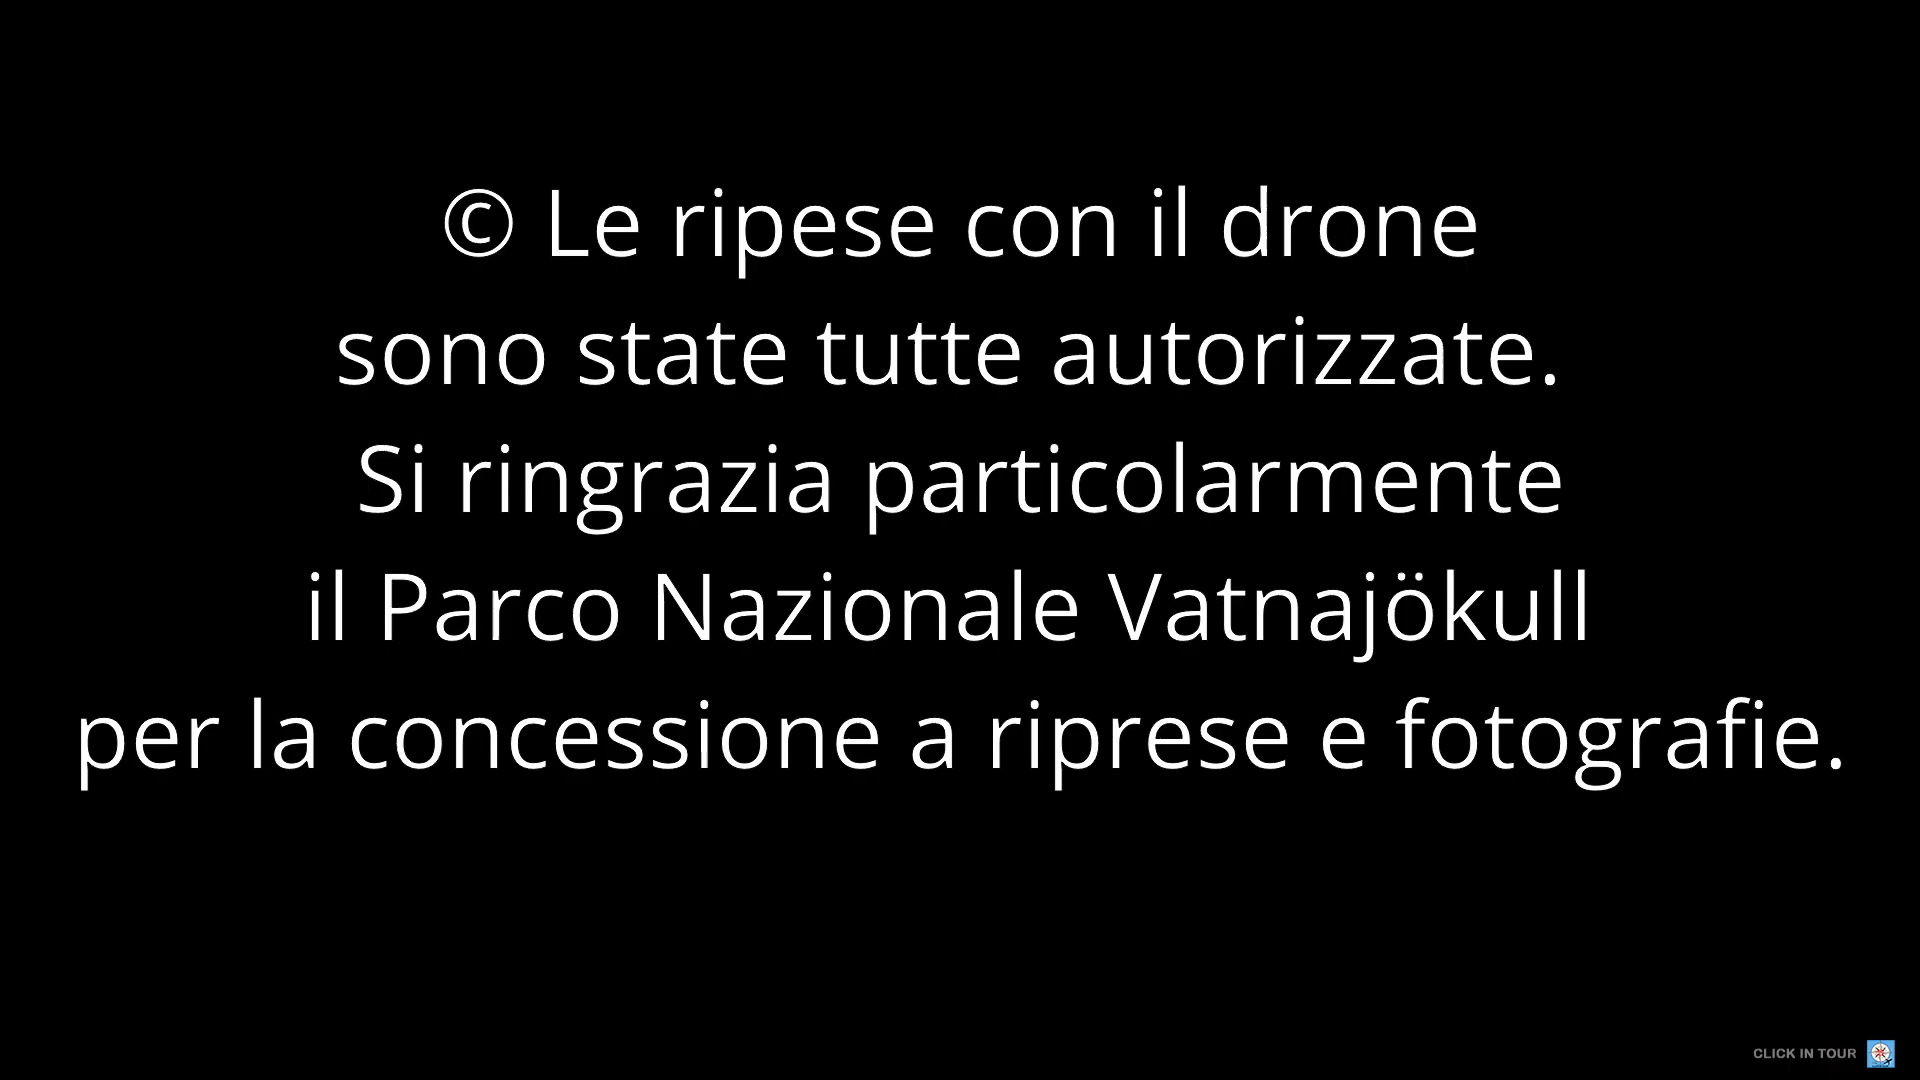 © Le ripese con il drone
sono state tutte autorizzate.
Si ringrazia particolarmente
il Parco Nazionale Vatnajökull
per la concessione a riprese e fotografie.
CLICK IN TOUR